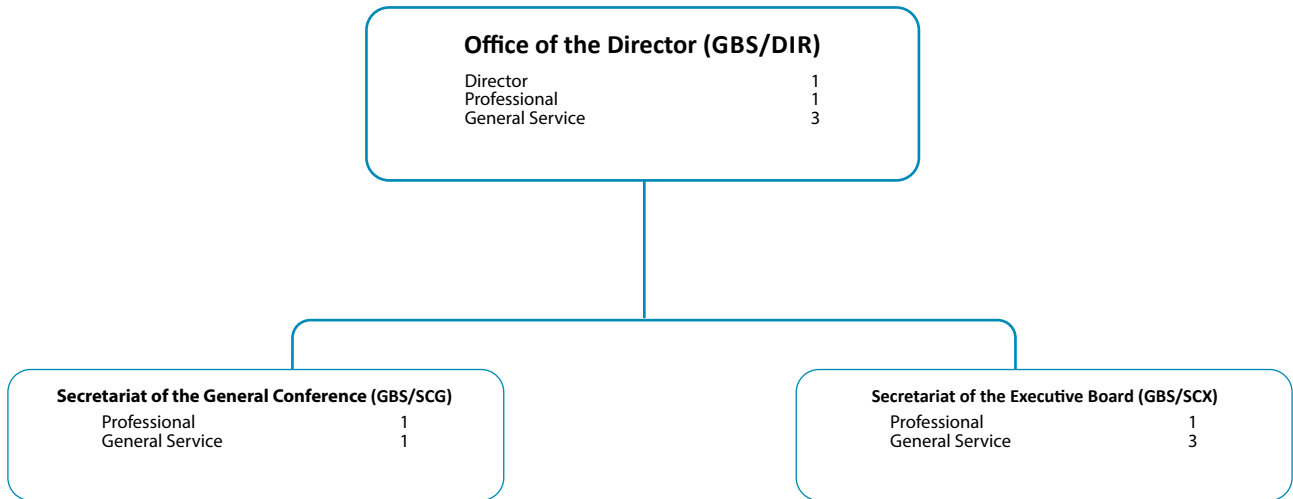 Office of the Director (GBS/DIR)
Director 1
Professional 1
General Service 3
Secretariat of the General Conference (GBS/SCG)
Professional 1
General Service 1
Secretariat of the Executive Board (GBS/SCX)
Professional 1
General Service 3